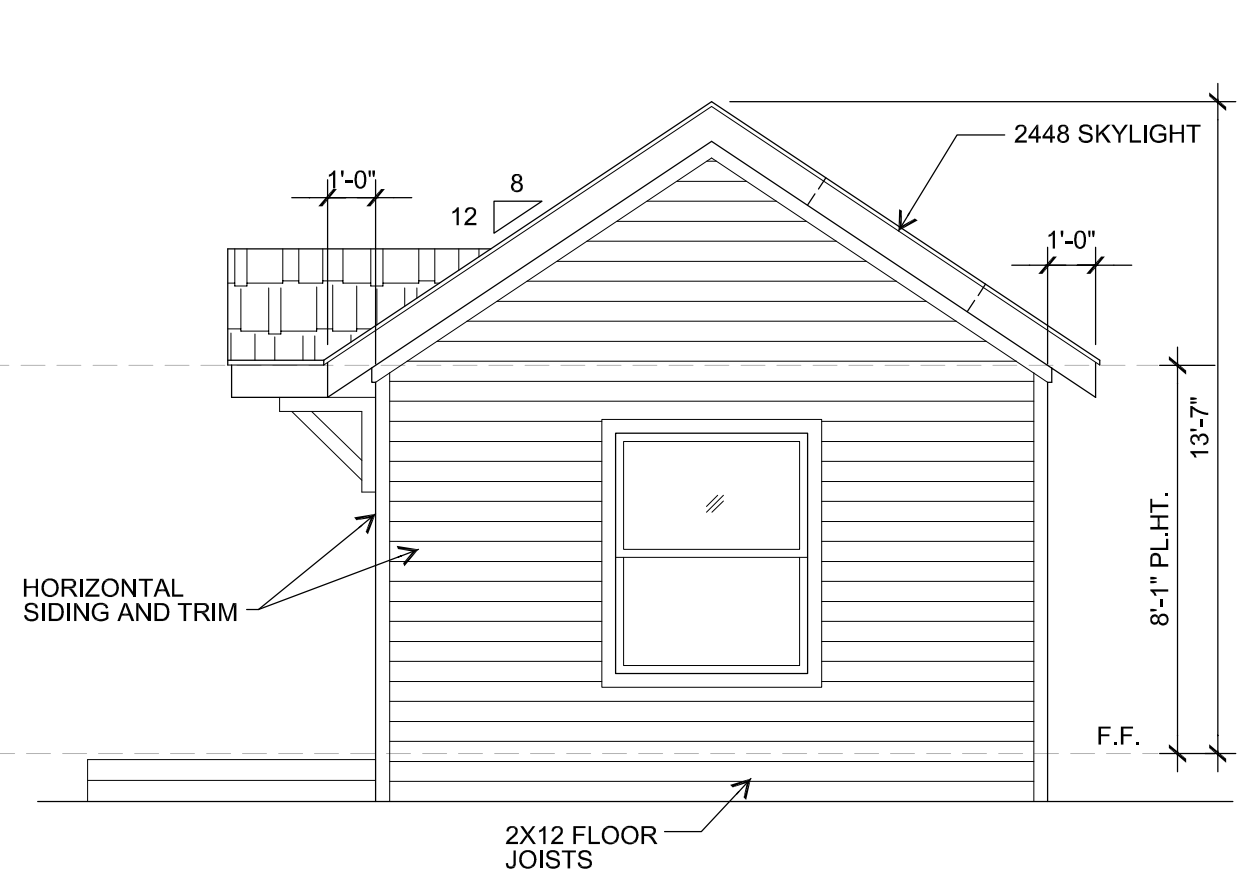 2448 SKYLIGHT
1'-0"
8
12
1'-0"
13'-7"
8'-1" PL.HT.
HORIZONTAL
SIDING AND TRIM
F.F.
2X12 FLOOR
JOISTS